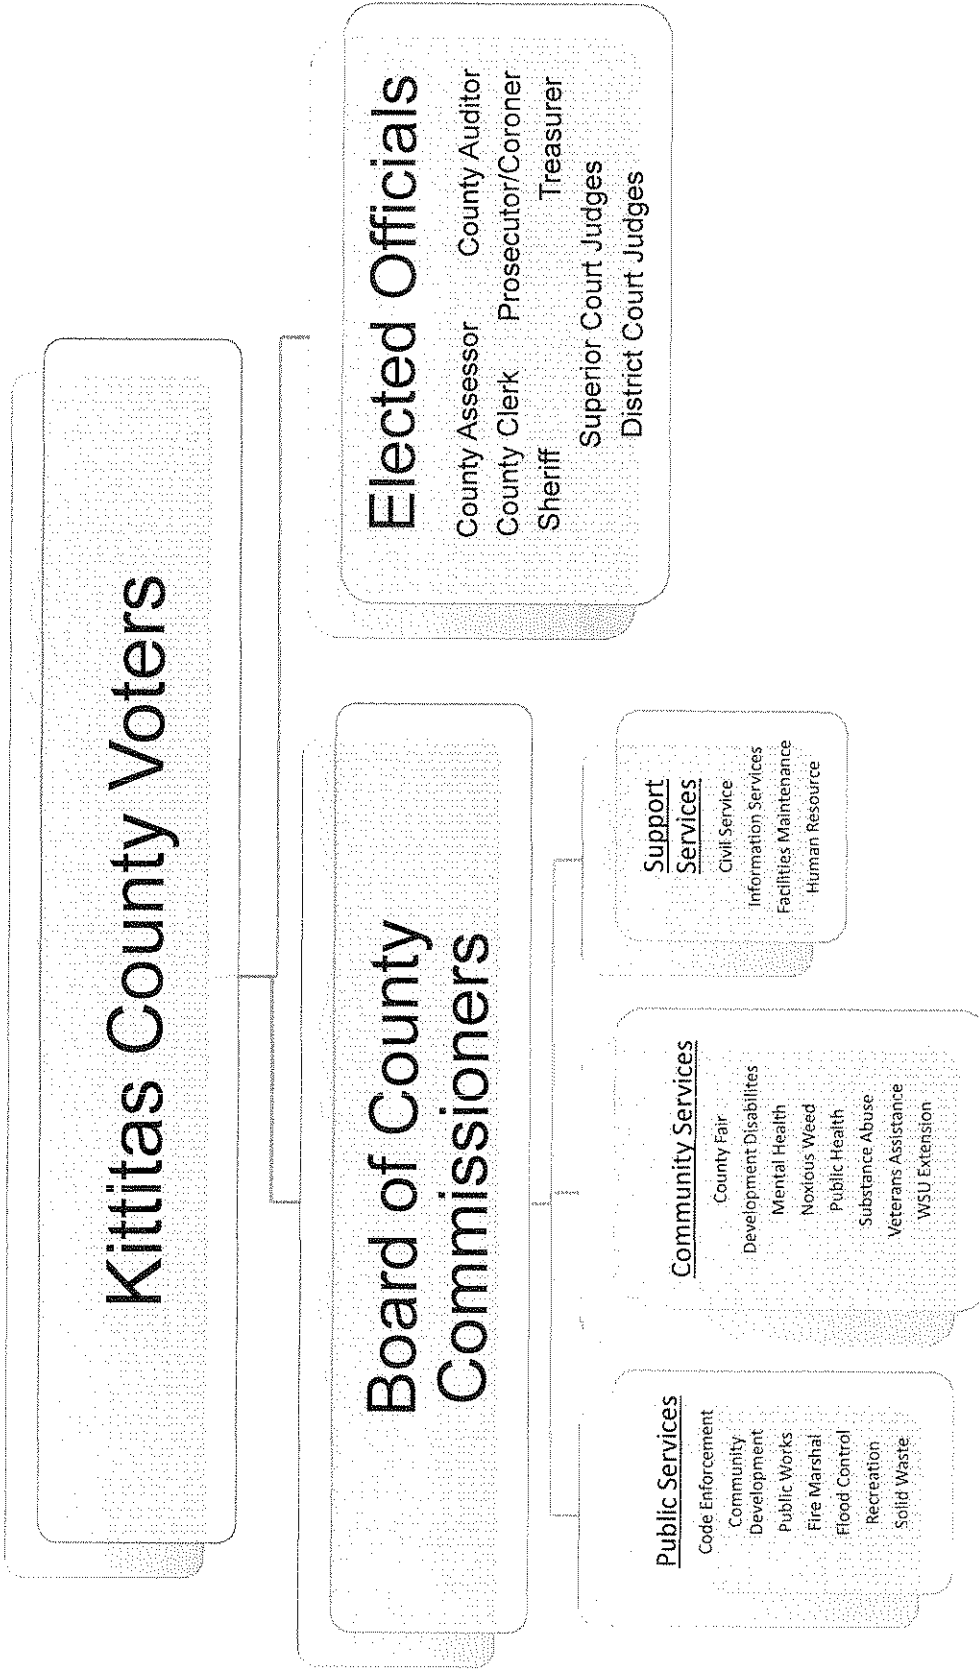 Kittitas County Voters
Board of County
Commissioners
Elected Officials
County Assessor County Auditor
County Clerk Prosecutor/Coroner
Sheriff Treasurer
Superior Court Judges
District Court Judges
Public Services
Code Enforcement
Community
Development
Public Works
Fire Marshal
Flood Control
Recreation
Solid Waste
Community Services
County Fair
Development Disabilites
Mental Health
Noxious Weed
Public Health
Substance Abuse
Veterans Assistance
WSU Extension
Support
Services
Civil Service
Information Services
Facilities Maintenance
Human Resource